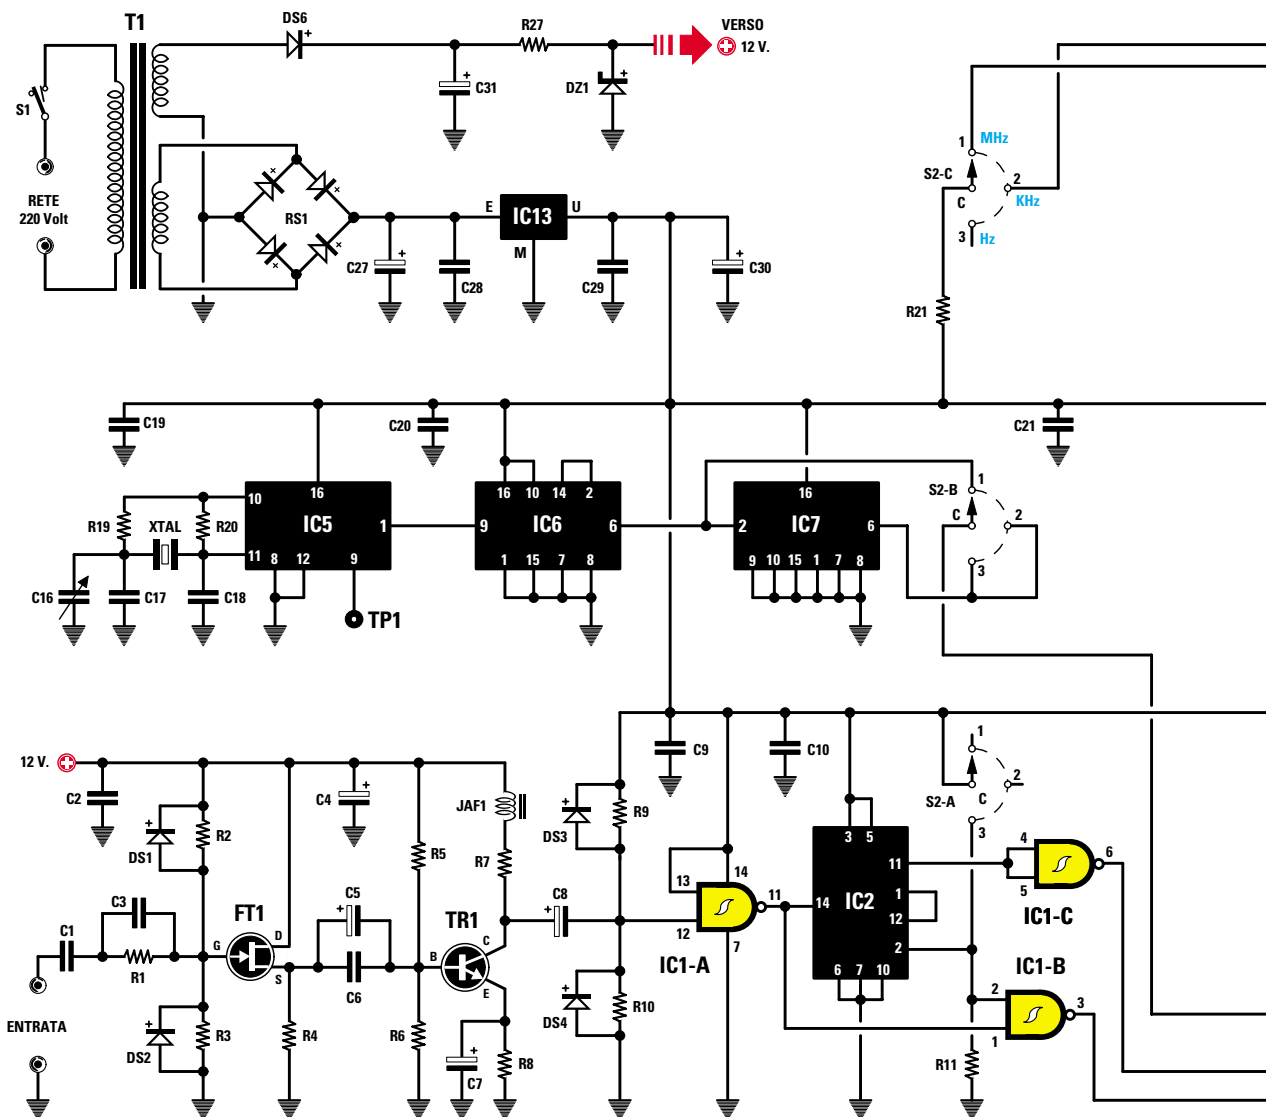 T1
DS6
R27
VERSO
12 V.
S1
C31
DZ1
RETE
220 Volt
RS1
E
IC13
U
M
C27
C28
C29
C30
1
MHz
S2-C
2
C
KHz
3
Hz
R21
C19
C20
C21
16
10
R19
XTAL
R20
IC5
1
11
8
12
9
C16
C17
C18
TP1
16
10
14
2
9
IC6
6
1
15
7
8
16
2
IC7
6
9
10
15
1
7
8
1
S2-B
C
2
3
12 V.
C2
DS1
R2
C4
JAF1
R5
R7
C3
C1
R1
FT1
G
D
S
C5
C6
TR1
B
C
E
C8
ENTRATA
DS2
R3
R4
R6
C7
R8
DS3
R9
DS4
R10
C9
C10
13
14
12
11
7
IC1-A
3
5
14
IC2
11
1
12
2
6
7
10
1
S2-A
C
2
3
4
5
6
IC1-C
IC1-B
2
3
1
R11